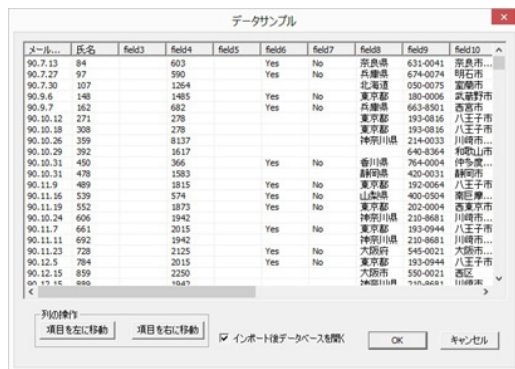 データサンプル
メール... 氏名 field3 field4 field5 field6 field7 field8 field9 field10
90.7.13 84 603 Yes No 奈良県 631-0041 奈良市...
90.7.27 97 590 Yes No 兵庫県 674-0074 明石市
90.7.30 107 1264 北海道 050-0075 室蘭市
90.9.6 148 1485 Yes No 東京都 180-0006 武蔵野市
90.9.7 162 682 Yes No 兵庫県 663-8501 西宮市
90.10.12 271 278 東京都 193-0816 八王子市
90.10.18 308 278 東京都 193-0816 八王子市
90.10.26 359 8137 神奈川県 214-0033 川崎市...
90.10.29 392 1617 640-8364 和歌山市
90.10.31 450 366 Yes No 香川県 764-0004 仲多度...
90.10.31 478 1583 静岡県 420-0031 静岡市
90.11.9 489 1815 Yes No 東京都 192-0064 八王子市
90.11.16 539 574 Yes No 山梨県 400-0504 南巨摩...
90.11.19 552 1873 Yes No 東京都 202-0004 西東京市
90.10.24 606 1942 神奈川県 210-8681 川崎市...
90.11.7 661 2015 Yes No 東京都 193-0944 八王子市
90.11.11 692 1942 神奈川県 210-8681 川崎市...
90.11.23 728 2125 Yes No 大阪府 545-0021 大阪市...
90.12.5 784 2015 Yes No 東京都 193-0944 八王子市
90.12.15 859 2250 大阪市 550-0021 西区
90.12.15 889 1942 神奈川県 210-8681 川崎市...
列の操作
項目を左に移動 項目を右に移動 インポート後データベースを開く OK キャンセル